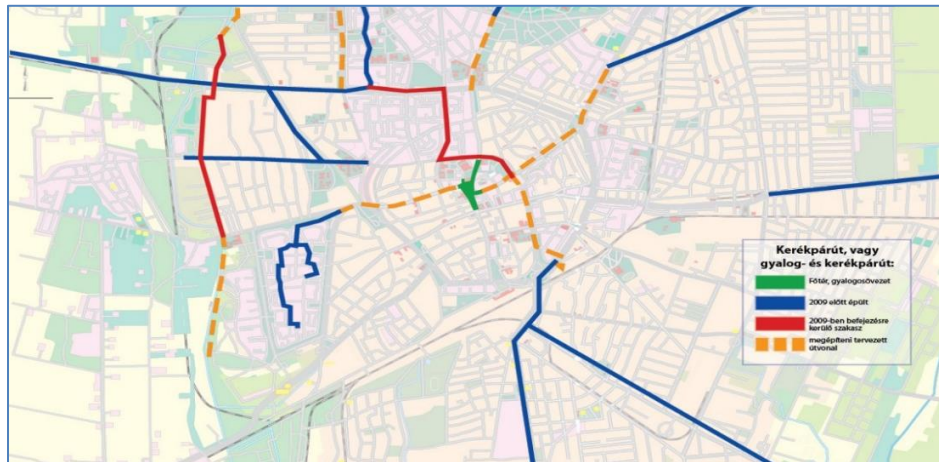 Kerékpárút, vagy
gyalog- és kerékpárút:
Főtér, gyalogosövezet
2009 előtt épült
2009-ben befejezésre
kerülő szakasz
megépíteni tervezett
útvonal